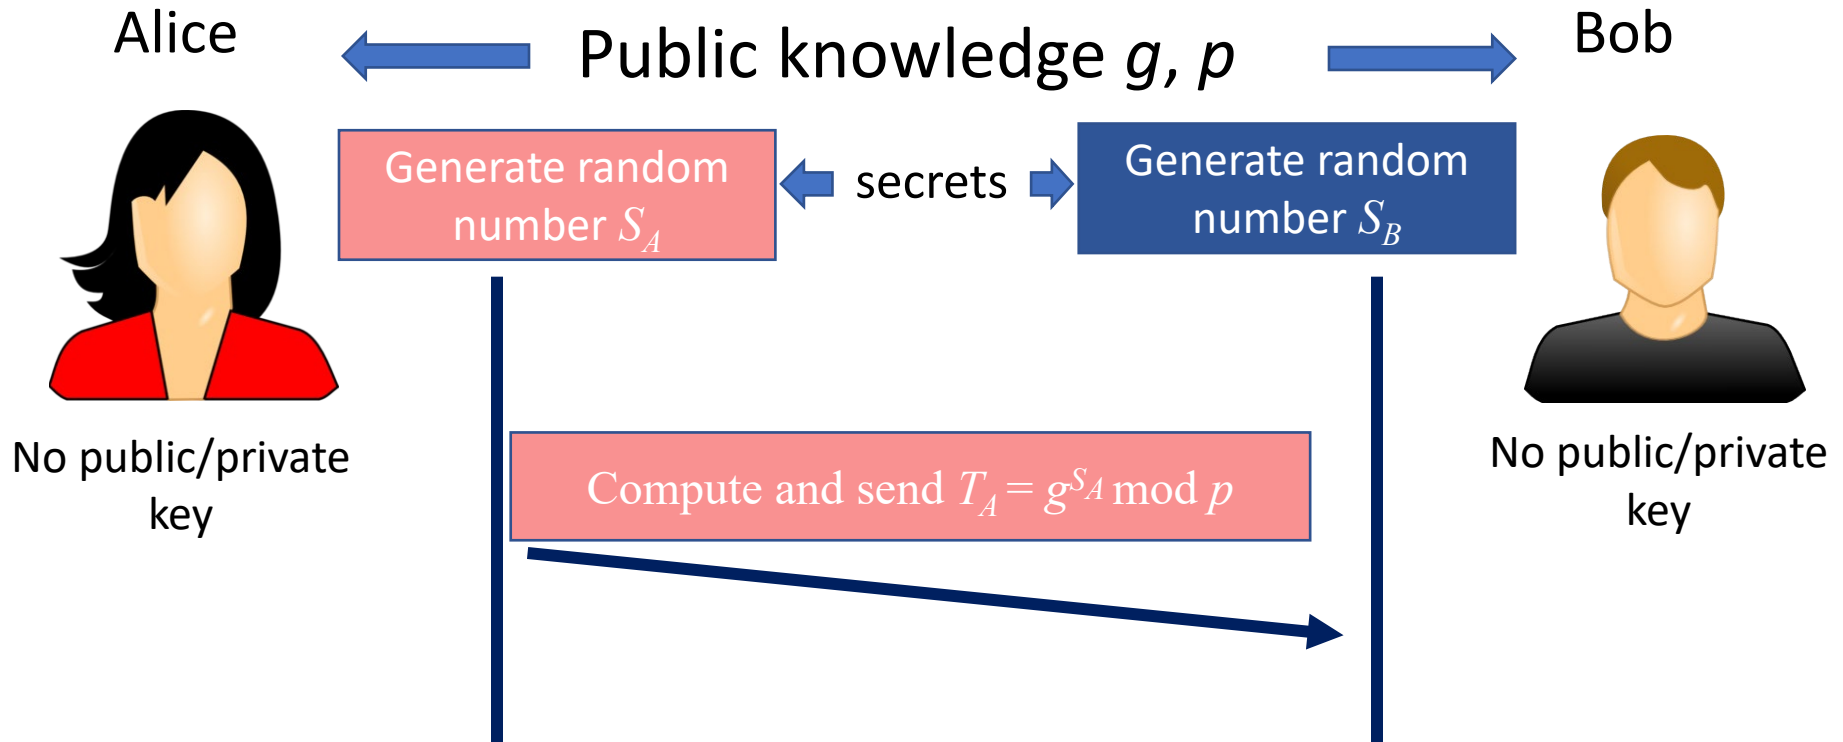 Alice
Public knowledge g, p
Bob
Generate random
number S_A
secrets
Generate random
number S_B
No public/private
key
Compute and send T_A = g^{S_A} mod p
No public/private
key